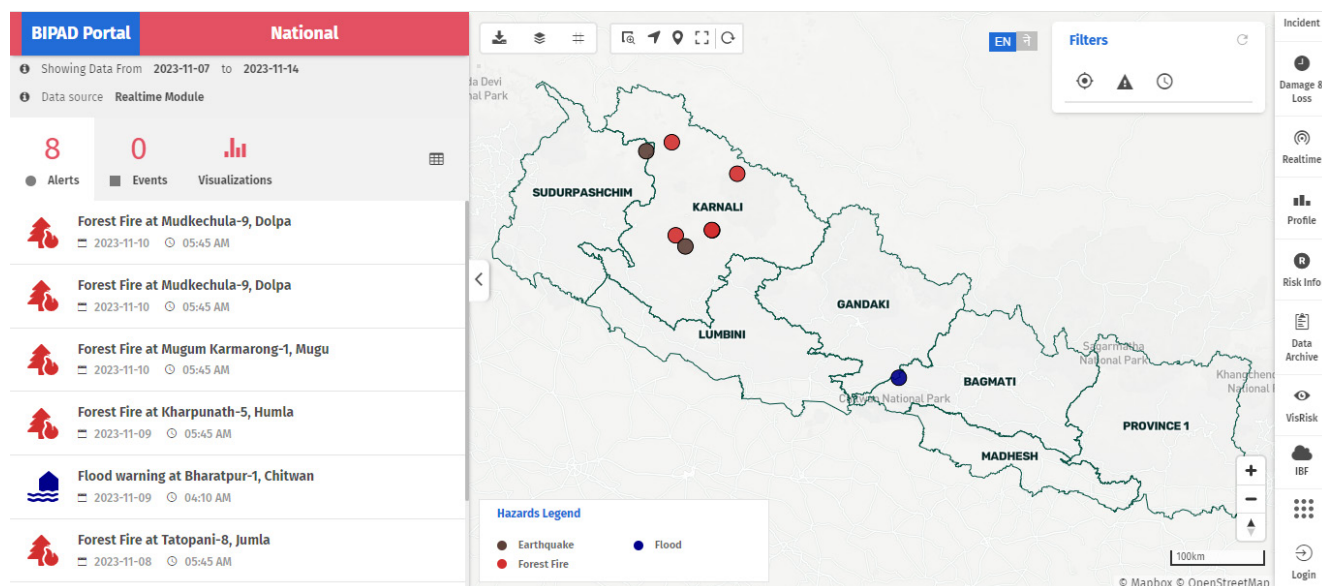 BIPAD Portal
National
Showing Data From 2023-11-07 to 2023-11-14
Data source Realtime Module
8
Alerts
0
Events
Visualizations
Forest Fire at Mudkechula-9, Dolpa
2023-11-10 05:45 AM
Forest Fire at Mudkechula-9, Dolpa
2023-11-10 05:45 AM
Forest Fire at Mugum Karmarong-1, Mugu
2023-11-10 05:45 AM
Forest Fire at Kharpunath-5, Humla
2023-11-09 05:45 AM
Flood warning at Bharatpur-1, Chitwan
2023-11-09 04:10 AM
Forest Fire at Tatopani-8, Jumla
2023-11-08 05:45 AM
EN ने
Filters
da Devi
nal Park
SUDURPASHCHIM
KARNALI
GANDAKI
LUMBINI
Sagarmatha
National Park
BAGMATI
Khangchen
National
National Park
PROVINCE 1
MADHESH
Hazards Legend
Earthquake
Flood
Forest Fire
100km
© Mapbox © OpenStreetMap
Incident
Damage &
Loss
Realtime
Profile
R
Risk Info
Data
Archive
VisRisk
IBF
Login